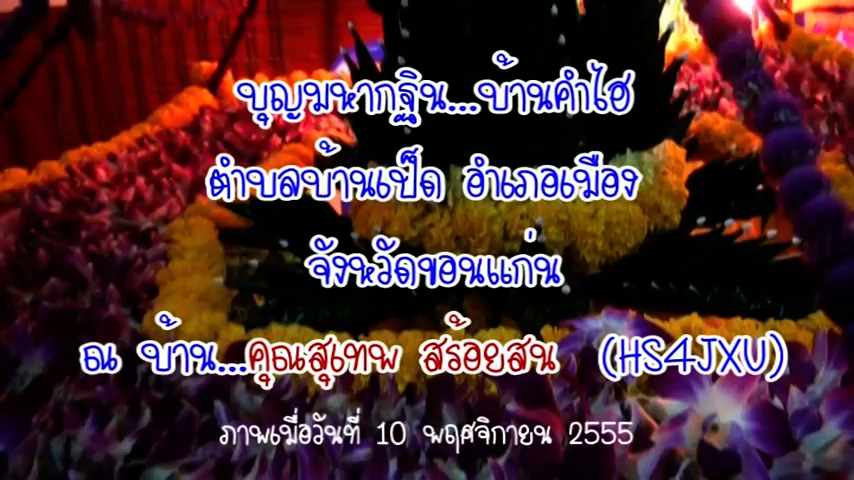 บุญมหากฐิน...บ้านคำไฮ
ตำบลบ้านเป็ด อำเภอเมือง
จังหวัดขอนแก่น
ณ บ้าน...คุณสุเทพ สร้อยสน (HS4JXU)
ภาพเมื่อวันที่ 10 พฤศจิกายน 2555